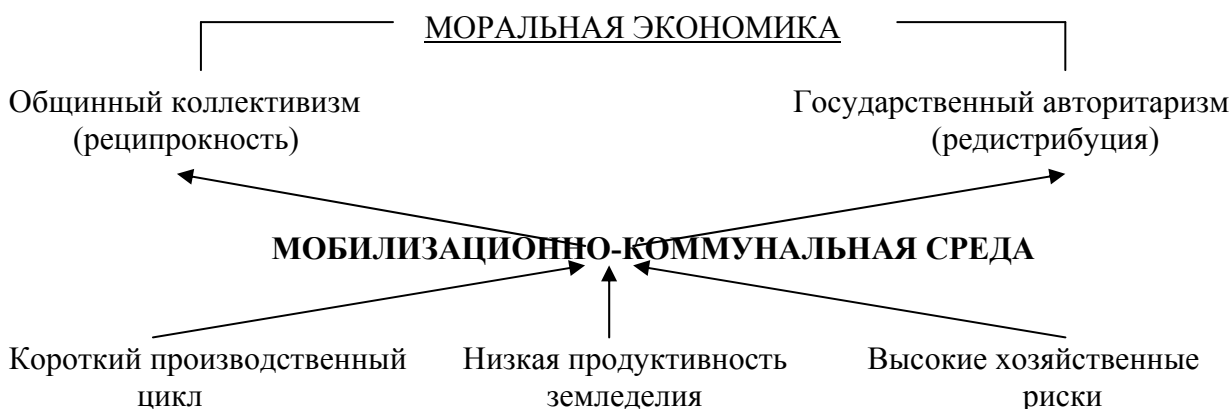 МОРАЛЬНАЯ ЭКОНОМИКА
Общинный коллективизм
(реципрокность)
Государственный авторитаризм
(редистрибуция)
МОБИЛИЗАЦИОННО-КОММУНАЛЬНАЯ СРЕДА
Короткий производственный
цикл
Низкая продуктивность
земледелия
Высокие хозяйственные
риски